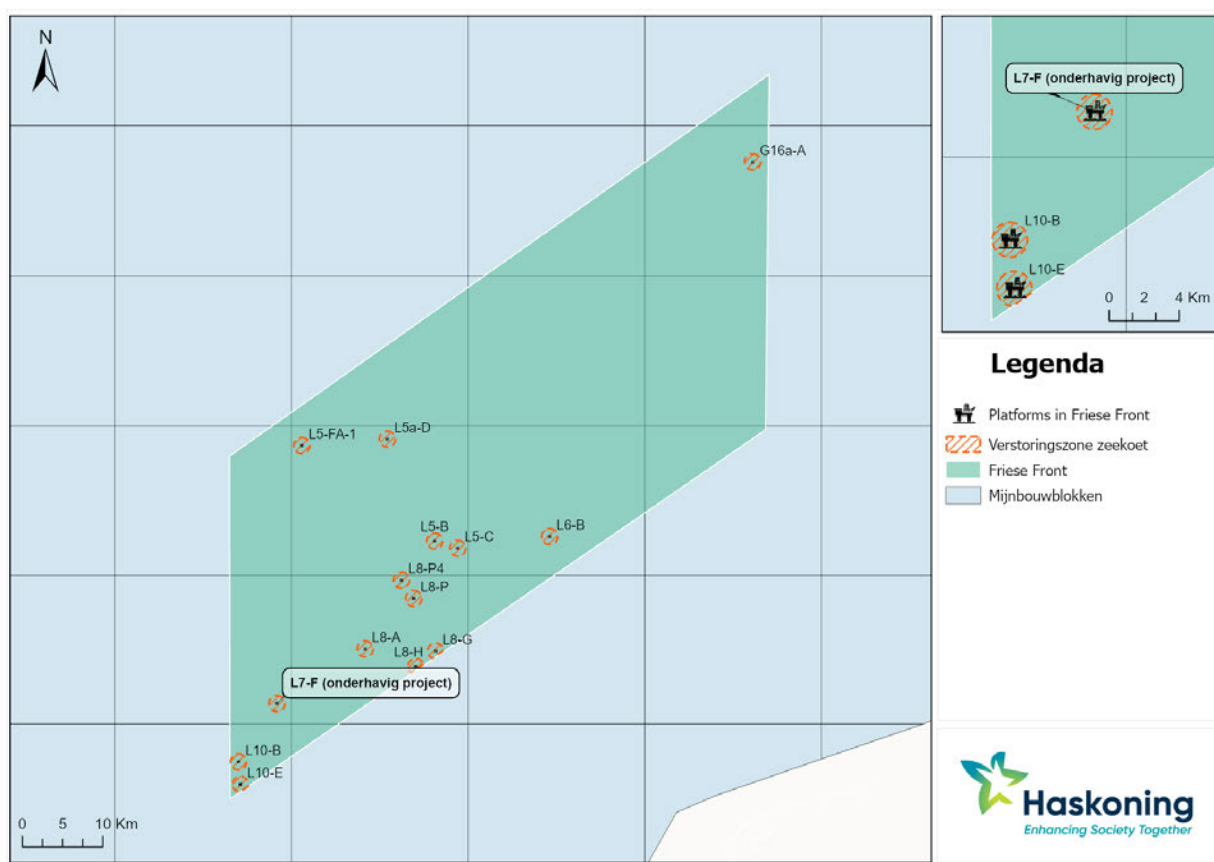 N
G16a-A
L5-FA-1
L5a-D
L5-B
L5-C
L6-B
L8-P4
L8-P
L8-A
L8-G
L8-H
L7-F (onderhavig project)
L10-B
L10-E
0 5 10 Km
L7-F (onderhavig project)
L10-B
L10-E
0 2 4 Km
Legenda
Platforms in Friese Front
Verstoringszone zeekoet
Friese Front
Mijnbouwblokken
Haskoning
Enhancing Society Together